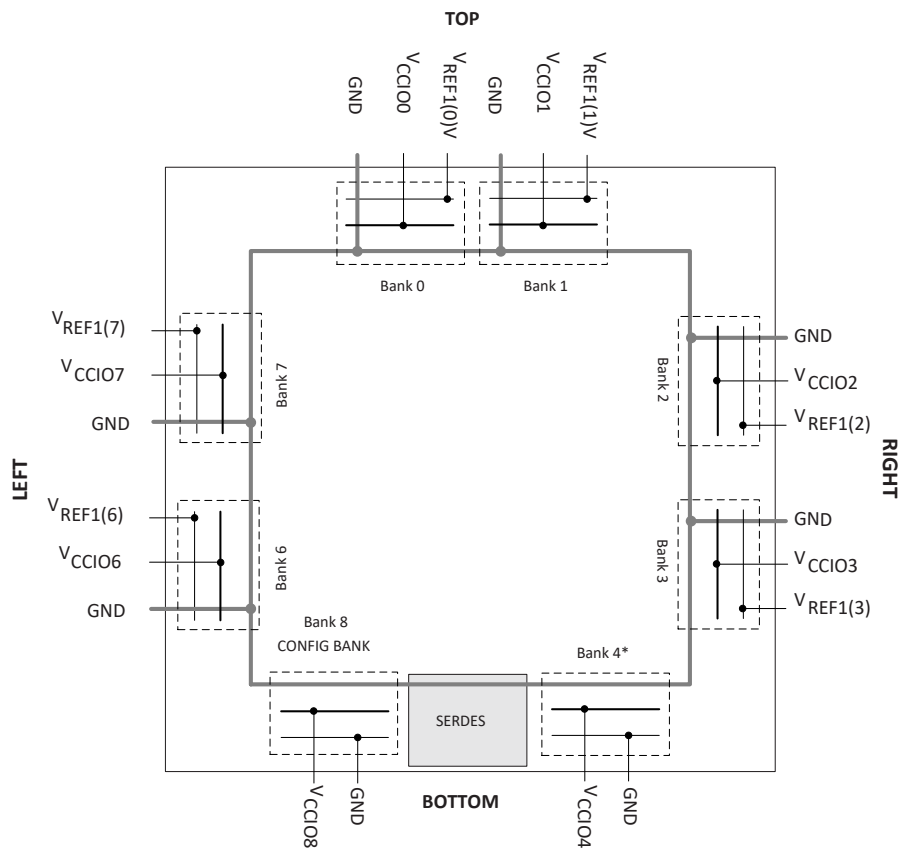 TOP
GND
VCCIO0
VREF1(0)V
GND
VCCIO1
VREF1(1)V
Bank 0
Bank 1
VREF1(7)
VCCIO7
GND
Bank 7
Bank 2
GND
VCCIO2
VREF1(2)
LEFT
RIGHT
VREF1(6)
VCCIO6
GND
Bank 6
Bank 3
GND
VCCIO3
VREF1(3)
Bank 8
CONFIG BANK
Bank 4*
SERDES
VCCIO8
GND
BOTTOM
VCCIO4
GND